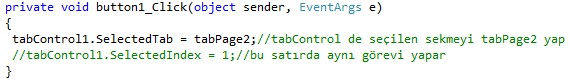 private void button1_Click(object sender, EventArgs e)
{
tabControl1.SelectedTab = tabPage2;//tabControl de seçilen sekmeyi tabPage2 yap
//tabControl1.SelectedIndex = 1;//bu satırda aynı görevi yapar
}